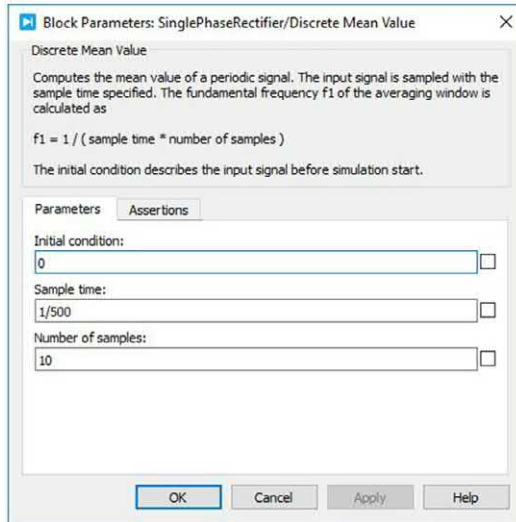 Block Parameters: SinglePhaseRectifier/Discrete Mean Value
Discrete Mean Value
Computes the mean value of a periodic signal. The input signal is sampled with the
sample time specified. The fundamental frequency f1 of the averaging window is
calculated as
f1 = 1 / ( sample time * number of samples )
The initial condition describes the input signal before simulation start.
Parameters Assertions
Initial condition:
0
Sample time:
1/500
Number of samples:
10
OK Cancel Apply Help